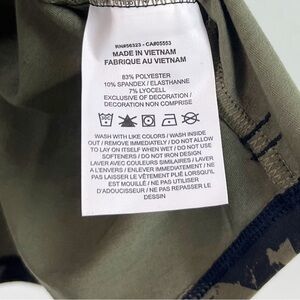 RN#56323 - CA#05553
MADE IN VIETNAM
FABRIQUE AU VIETNAM
83% POLYESTER
10% SPANDEX / ELASTHANNE
7% LYOCELL
EXCLUSIVE OF DECORATION /
DECORATION NON COMPRISE
WASH WITH LIKE COLORS / WASH INSIDE
OUT / REMOVE IMMEDIATELY / DO NOT ALLOW
TO LAY ON ITSELF WHEN WET / DO NOT USE
SOFTENERS / DO NOT IRON DESIGN
LAVER AVEC COULEURS SIMILAIRES / LAVER
A L'ENVERS / ENLEVER IMMÉDIATEMENT / NE PAS
LAISSER LE VÊTEMENT PLIÉ LORSQU'IL
EST MOUILLÉ / NE PAS UTILISER
D'ADOUCISSEUR / NE PAS REPASSER LE
DESSIN